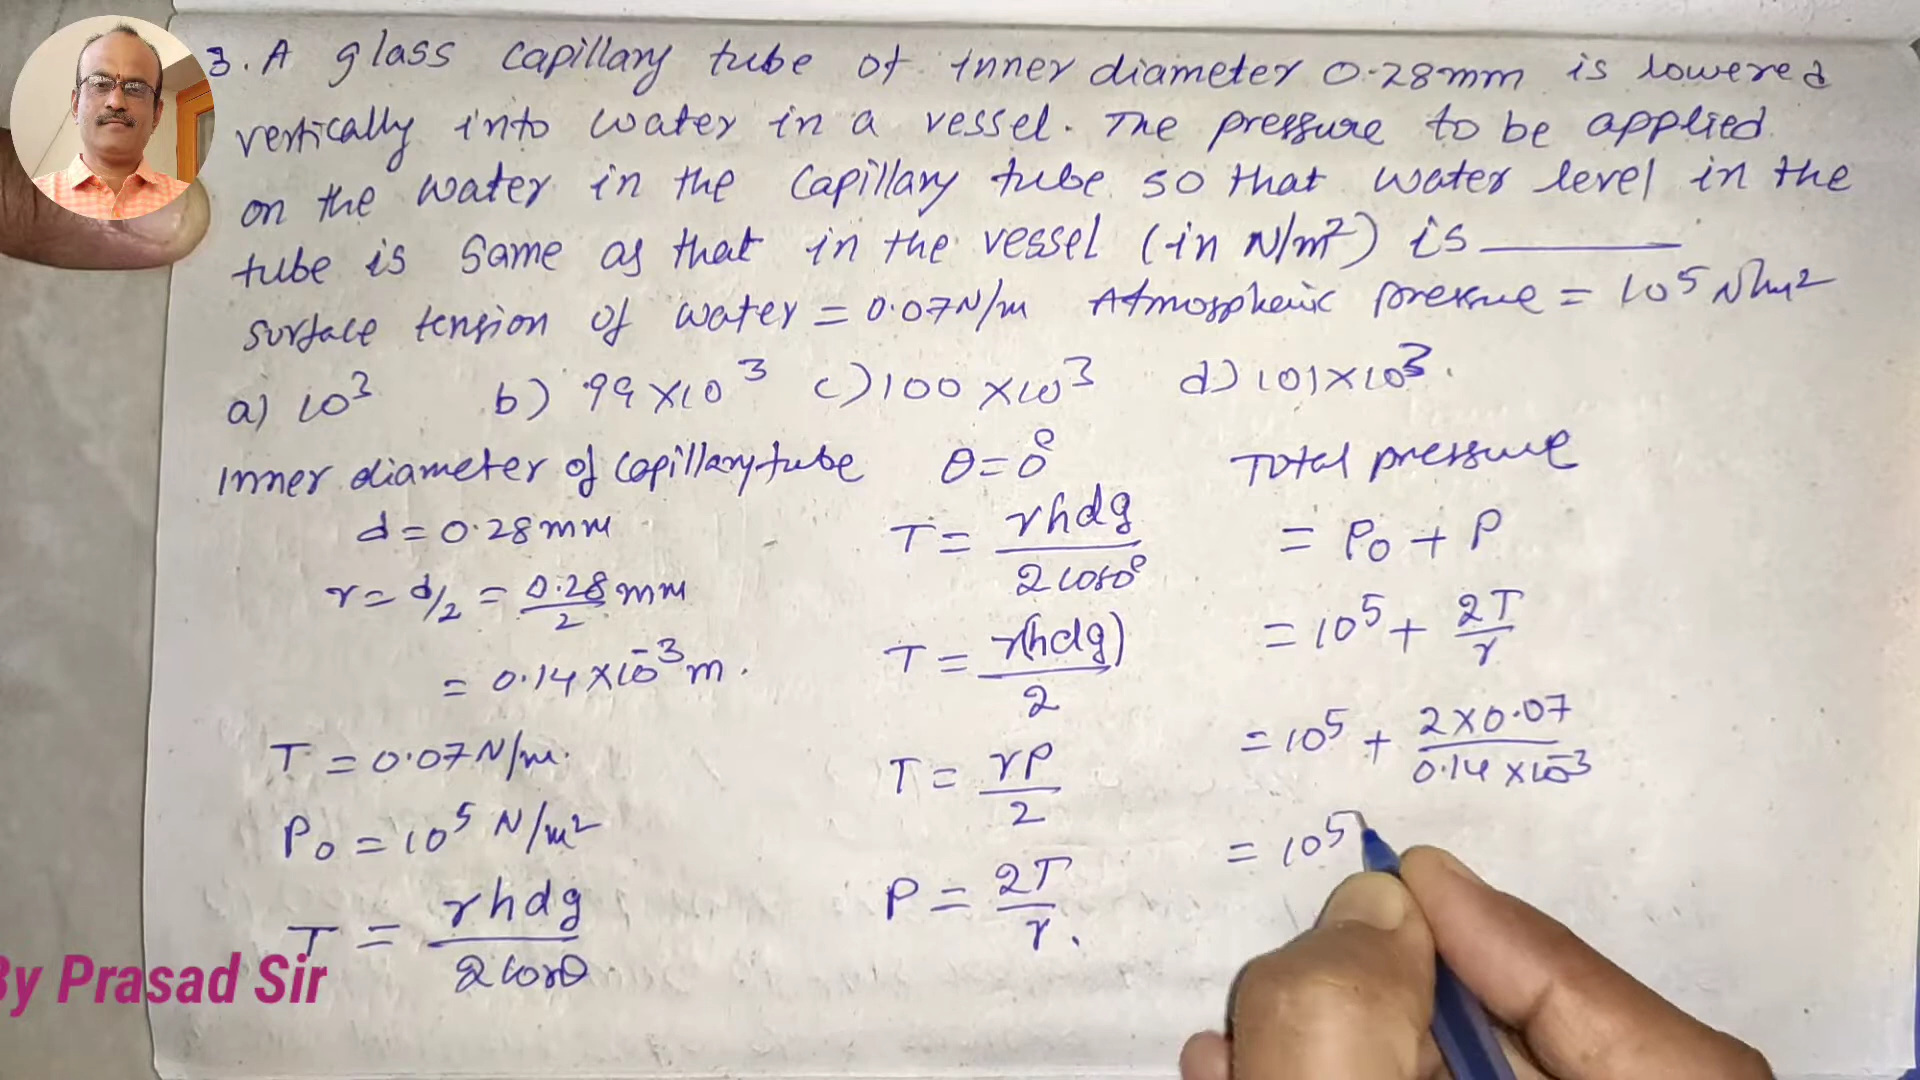 3. A glass capillary tube of inner diameter 0.28mm is lowered
vertically into water in a vessel. The pressure to be applied
on the water in the capillary tube so that water level in the
tube is same as that in the vessel (in N/m²) is ______
surface tension of water = 0.07N/m Atmospheric pressure = 10⁵ N/m²
a) 10³ b) 99×10³ c) 100×10³ d) 101×10³.
Inner diameter of capillary tube
d = 0.28mm
r = d/2 = 0.28/2 mm
= 0.14×10⁻³m.
T = 0.07N/m.
P₀ = 10⁵ N/m²
T = rhdg/2cosθ
θ = 0°
T = rhdg/2cos0°
T = r(hdg)/2
T = rP/2
P = 2T/r.
Total pressure
= P₀ + P
= 10⁵ + 2T/r
= 10⁵ + 2×0.07/0.14×10⁻³
= 10⁵
By Prasad Sir